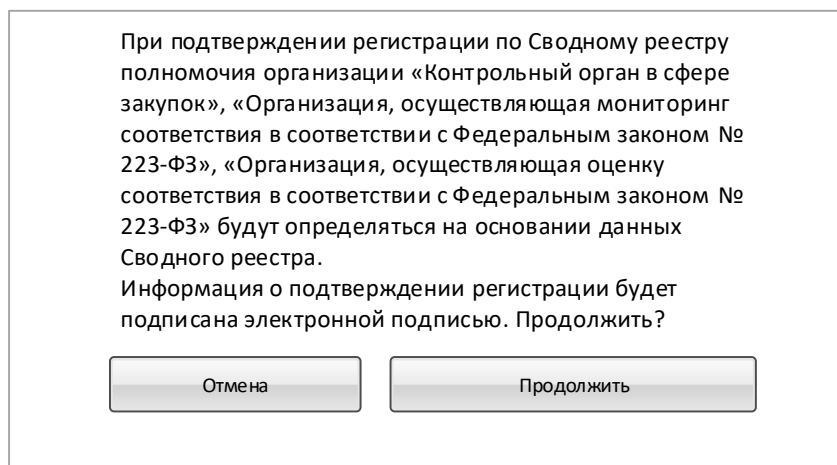 При подтверждении регистрации по Сводному реестру
полномочия организации «Контрольный орган в сфере
закупок», «Организация, осуществляющая мониторинг
соответствия в соответствии с Федеральным законом №
223-ФЗ», «Организация, осуществляющая оценку
соответствия в соответствии с Федеральным законом №
223-ФЗ» будут определяться на основании данных
Сводного реестра.
Информация о подтверждении регистрации будет
подписана электронной подписью. Продолжить?
Отмена
Продолжить